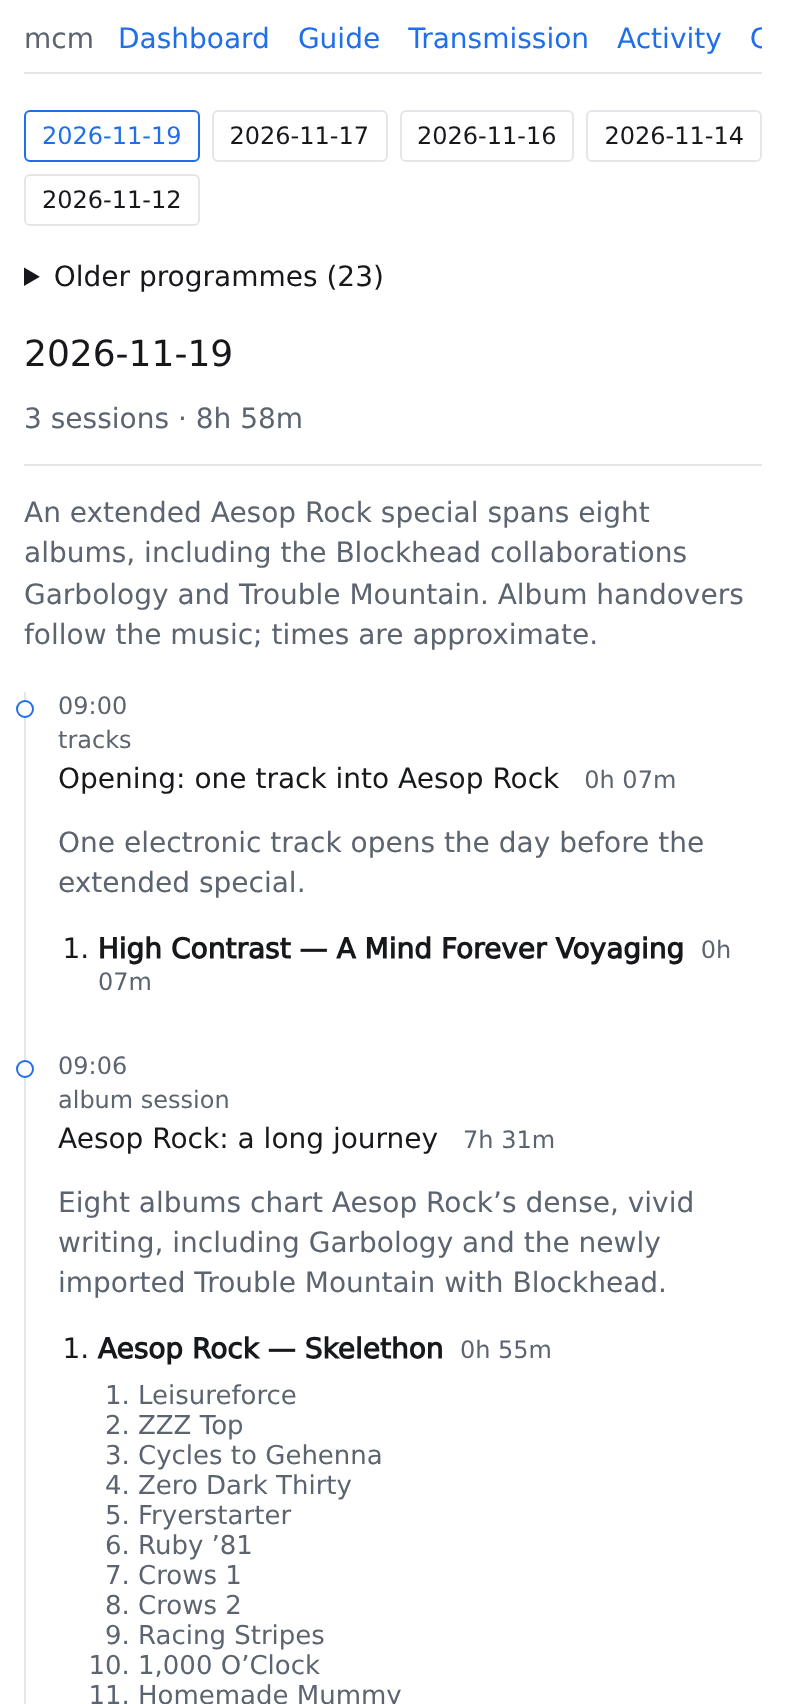 mcm Dashboard Guide Transmission Activity
2026-11-19 2026-11-17 2026-11-16 2026-11-14
2026-11-12
▶ Older programmes (23)
2026-11-19
3 sessions · 8h 58m
An extended Aesop Rock special spans eight
albums, including the Blockhead collaborations
Garbology and Trouble Mountain. Album handovers
follow the music; times are approximate.
09:00
tracks
Opening: one track into Aesop Rock 0h 07m
One electronic track opens the day before the
extended special.
1. High Contrast — A Mind Forever Voyaging 0h
07m
09:06
album session
Aesop Rock: a long journey 7h 31m
Eight albums chart Aesop Rock’s dense, vivid
writing, including Garbology and the newly
imported Trouble Mountain with Blockhead.
1. Aesop Rock — Skelethon 0h 55m
1. Leisureforce
2. ZZZ Top
3. Cycles to Gehenna
4. Zero Dark Thirty
5. Fryerstarter
6. Ruby ’81
7. Crows 1
8. Crows 2
9. Racing Stripes
10. 1,000 O’Clock
11. Homemade Mummy